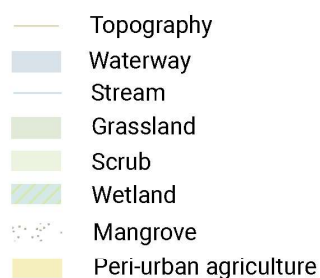 Topography
Waterway
Stream
Grassland
Scrub
Wetland
Mangrove
Peri-urban agriculture